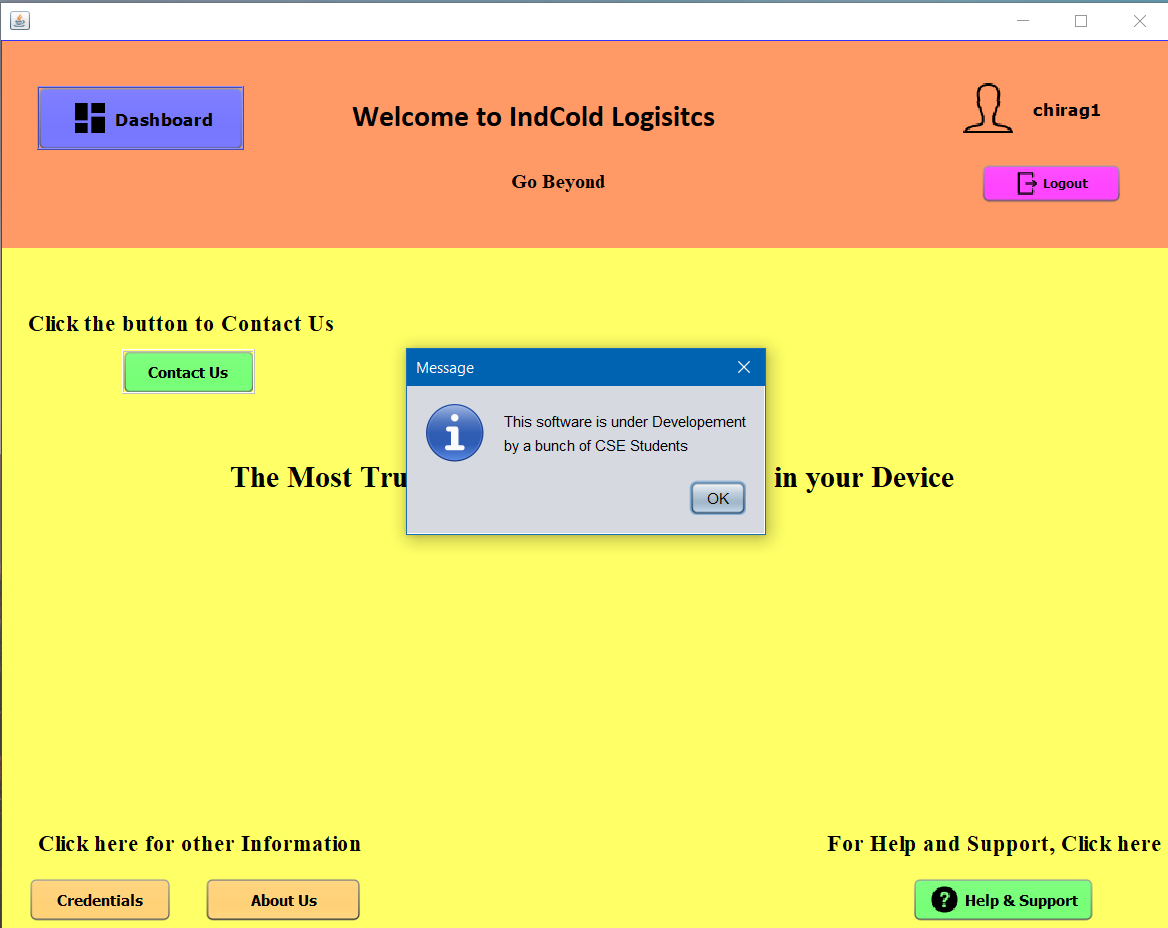 Dashboard
Welcome to IndCold Logisitcs
chirag1
Go Beyond
Logout
Click the button to Contact Us
Contact Us
Message
This software is under Developement
by a bunch of CSE Students
OK
The Most in your Device
Click here for other Information
For Help and Support, Click here
Credentials
About Us
? Help & Support